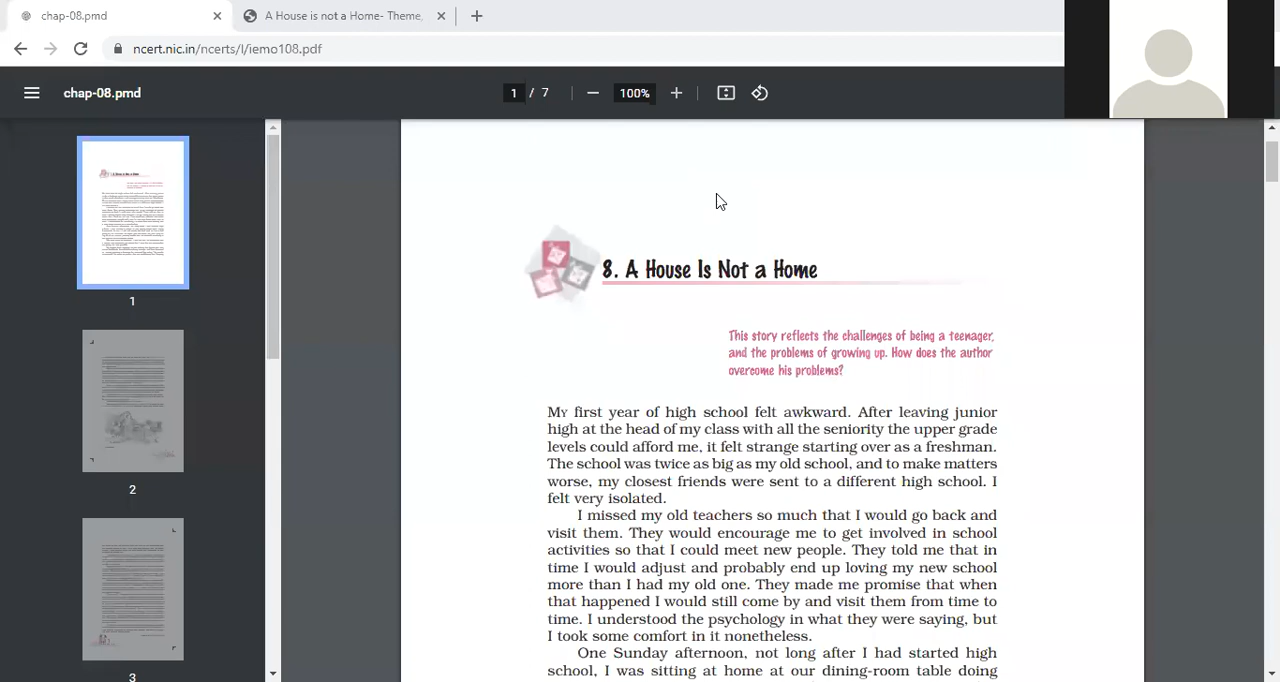 chap-08.pmd
A House is not a Home- Theme,
ncert.nic.in/ncerts/l/iemo108.pdf
chap-08.pmd
1 / 7
100%
1
2
3
8. A House Is Not a Home
This story reflects the challenges of being a teenager,
and the problems of growing up. How does the author
overcome his problems?
MY first year of high school felt awkward. After leaving junior
high at the head of my class with all the seniority the upper grade
levels could afford me, it felt strange starting over as a freshman.
The school was twice as big as my old school, and to make matters
worse, my closest friends were sent to a different high school. I
felt very isolated.
I missed my old teachers so much that I would go back and
visit them. They would encourage me to get involved in school
activities so that I could meet new people. They told me that in
time I would adjust and probably end up loving my new school
more than I had my old one. They made me promise that when
that happened I would still come by and visit them from time to
time. I understood the psychology in what they were saying, but
I took some comfort in it nonetheless.
One Sunday afternoon, not long after I had started high
school, I was sitting at home at our dining-room table doing